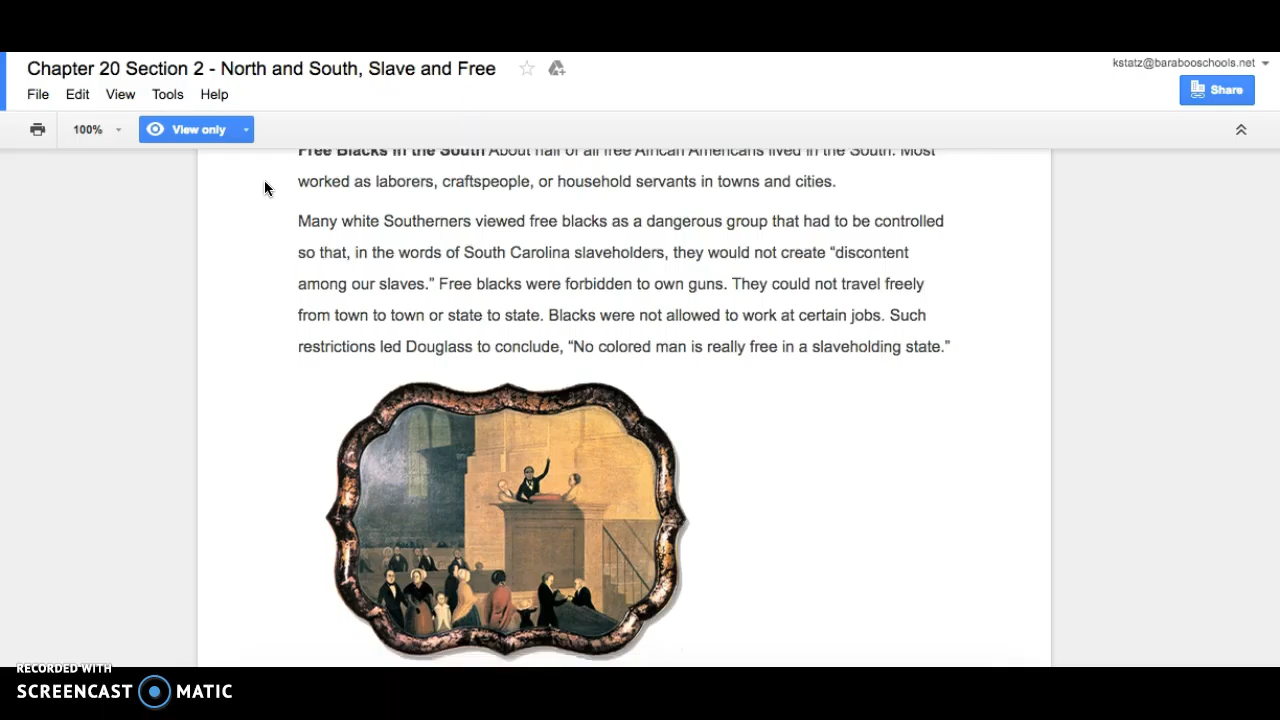 Chapter 20 Section 2 - North and South, Slave and Free
kstatz@barabooschools.net
File Edit View Tools Help
Share
100% View only
Free Blacks in the South About half of all free African Americans lived in the South. Most
worked as laborers, craftspeople, or household servants in towns and cities.
Many white Southerners viewed free blacks as a dangerous group that had to be controlled
so that, in the words of South Carolina slaveholders, they would not create “discontent
among our slaves.” Free blacks were forbidden to own guns. They could not travel freely
from town to town or state to state. Blacks were not allowed to work at certain jobs. Such
restrictions led Douglass to conclude, “No colored man is really free in a slaveholding state.”
RECORDED WITH
SCREENCAST MATIC